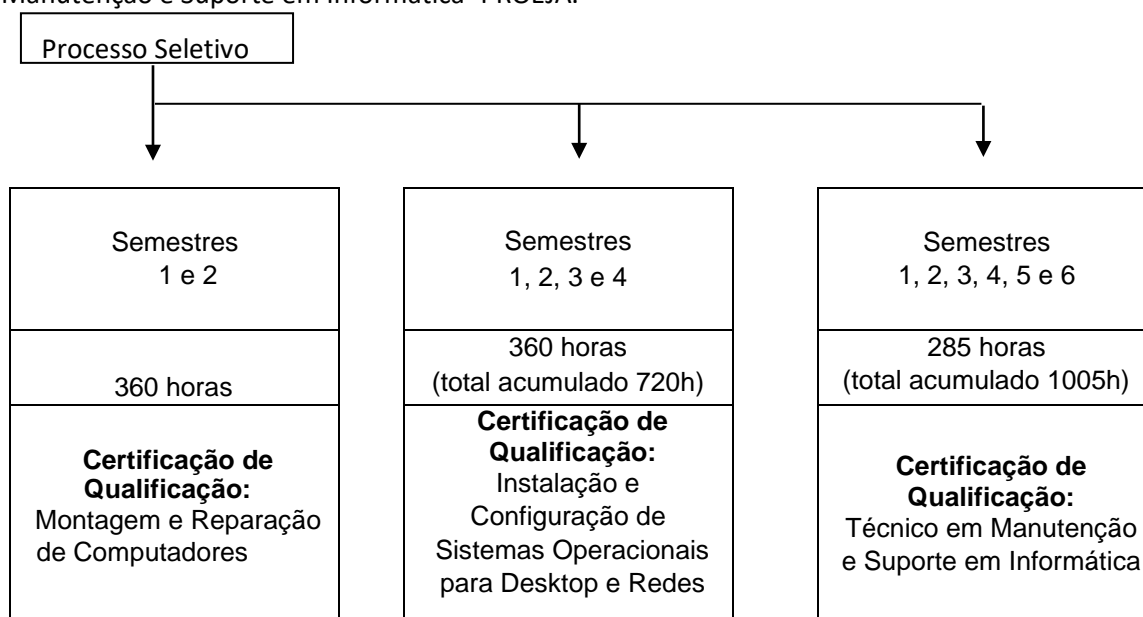 Manutenção e Suporte em Informática PROEJA.
Processo Seletivo
Semestres
1 e 2
360 horas
Certificação de
Qualificação:
Montagem e Reparação
de Computadores
Semestres
1, 2, 3 e 4
360 horas
(total acumulado 720h)
Certificação de
Qualificação:
Instalação e
Configuração de
Sistemas Operacionais
para Desktop e Redes
Semestres
1, 2, 3, 4, 5 e 6
285 horas
(total acumulado 1005h)
Certificação de
Qualificação:
Técnico em Manutenção
e Suporte em Informática